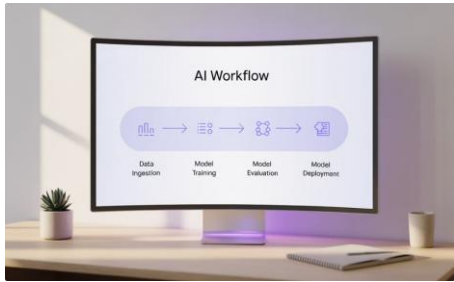 AI Workflow
Data
Ingestion
Model
Training
Model
Evaluation
Model
Deployment